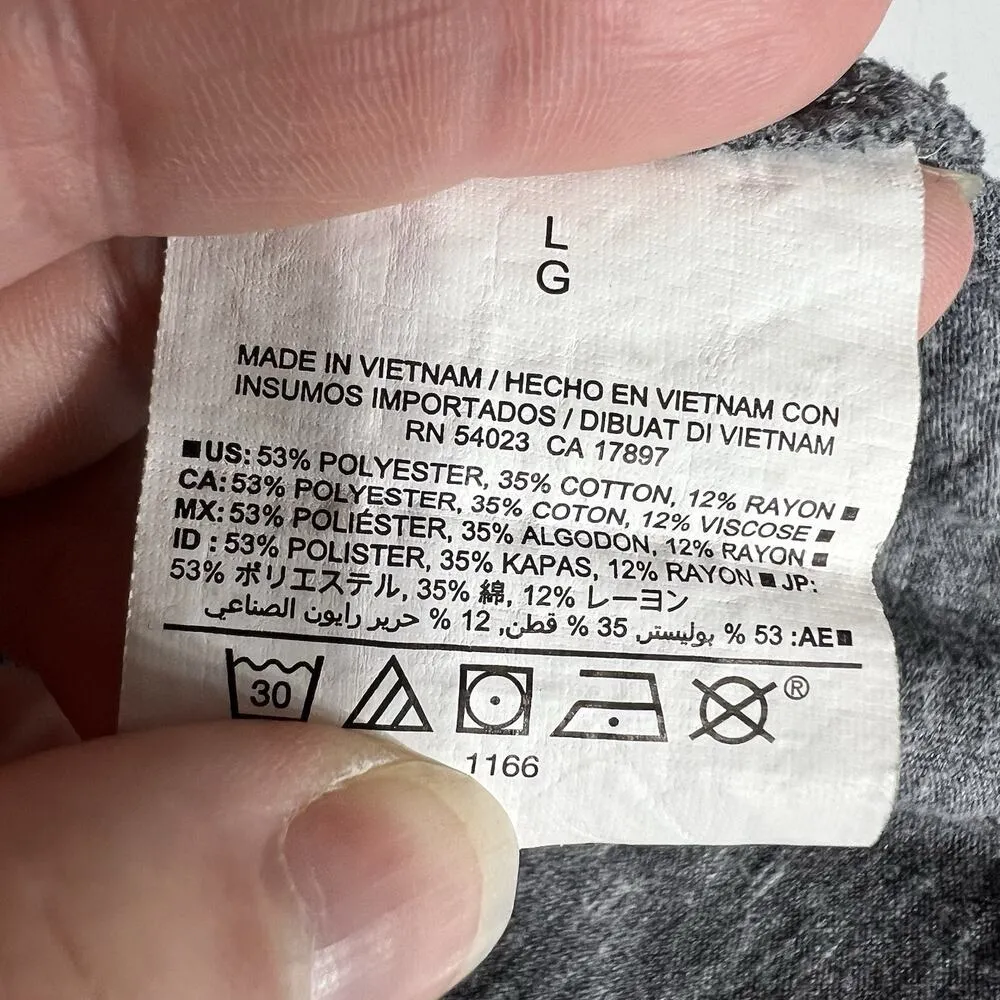 L
G
MADE IN VIETNAM / HECHO EN VIETNAM CON
INSUMOS IMPORTADOS / DIBUAT DI VIETNAM
RN 54023 CA 17897
■US: 53% POLYESTER, 35% COTTON, 12% RAYON■
CA: 53% POLYESTER, 35% COTON, 12% VISCOSE■
MX: 53% POLIÉSTER, 35% ALGODON, 12% RAYON■
ID : 53% POLISTER, 35% KAPAS, 12% RAYON■JP:
53% ポリエステル, 35% 綿, 12% レーヨン
■AE: 53 % بوليستر, 35 % قطن, 12 % حرير رايون الصناعي
30
®
1166